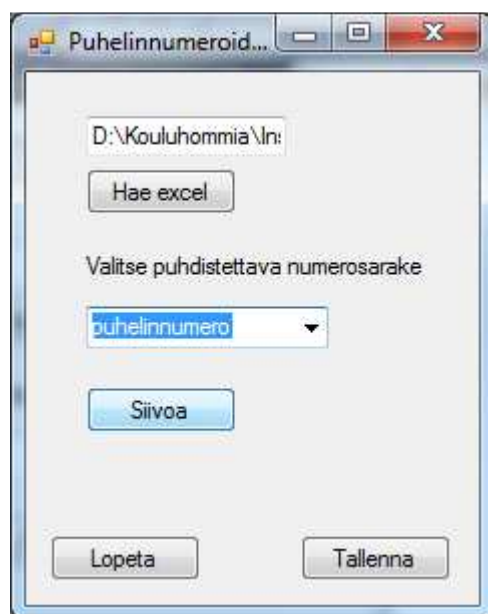 Puhelinnumeroid...
D:\Kouluhommia\In
Hae excel
Valitse puhdistettava numerosarake
puhelinnumero
Siivoa
Lopeta Tallenna